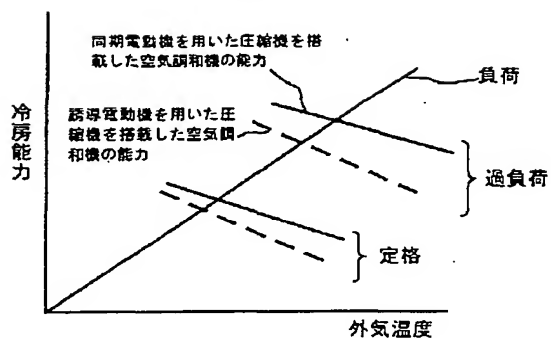 同期電動機を用いた圧縮機を搭
載した空気調和機の能力
負荷
冷房能力
誘導電動機を用いた圧
縮機を搭載した空気調
和機の能力
過負荷
定格
外気温度